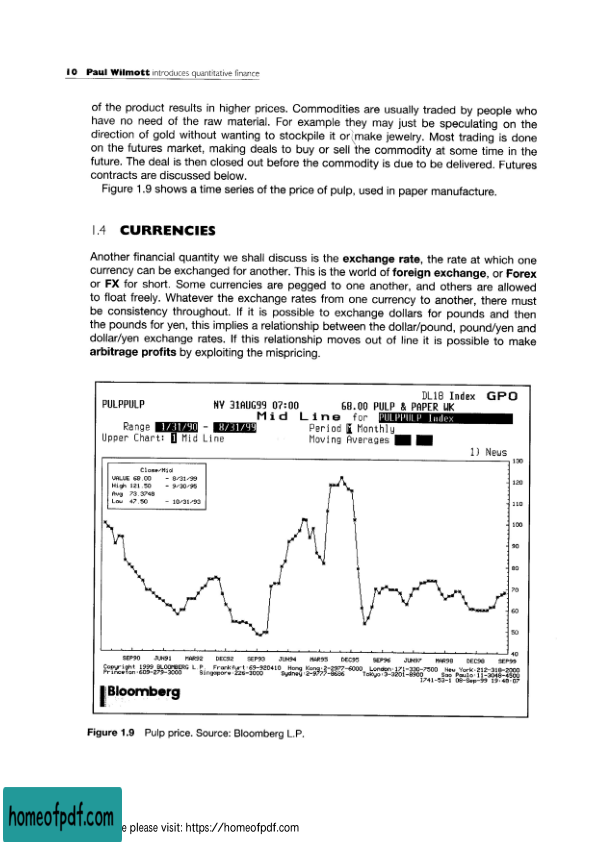 10 Paul Wilmott introduces quantitative finance
of the product results in higher prices. Commodities are usually traded by people who
have no need of the raw material. For example they may just be speculating on the
direction of gold without wanting to stockpile it or make jewelry. Most trading is done
on the futures market, making deals to buy or sell the commodity at some time in the
future. The deal is then closed out before the commodity is due to be delivered. Futures
contracts are discussed below.
Figure 1.9 shows a time series of the price of pulp, used in paper manufacture.
1.4 CURRENCIES
Another financial quantity we shall discuss is the exchange rate, the rate at which one
currency can be exchanged for another. This is the world of foreign exchange, or Forex
or FX for short. Some currencies are pegged to one another, and others are allowed
to float freely. Whatever the exchange rates from one currency to another, there must
be consistency throughout. If it is possible to exchange dollars for pounds and then
the pounds for yen, this implies a relationship between the dollar/pound, pound/yen and
dollar/yen exchange rates. If this relationship moves out of line it is possible to make
arbitrage profits by exploiting the mispricing.
DL18 Index GPO
PULPPULP NY 31AUG99 07:00 68.00 PULP & PAPER WK
Mid Line for PULPPULP Index
Range 1/31/90 - 8/31/99 Period M Monthly
Upper Chart: M Mid Line Moving Averages
1) News
Close/Mid
VALUE 68.00 - 8/31/99
High 121.50 - 9/30/95
Avg 73.3748
Low 47.50 - 10/31/93
130
120
110
100
90
80
70
60
50
40
SEP90 JUN91 MAR92 DEC92 SEP93 JUN94 MAR95 DEC95 SEP96 JUN97 MAR98 DEC98 SEP99
Copyright 1999 BLOOMBERG L.P. Frankfurt:69-920410 Hong Kong:2-2977-6000 London:171-330-7500 New York:212-318-2000
Princeton:609-279-3000 Singapore:226-3000 Sydney:2-9777-8686 Tokyo:3-3201-8900 Sao Paulo:11-3048-4500
1741-53-1 08-Sep-99 19:48:07
Bloomberg
Figure 1.9 Pulp price. Source: Bloomberg L.P.
homeofpdf.com
e please visit: https://homeofpdf.com